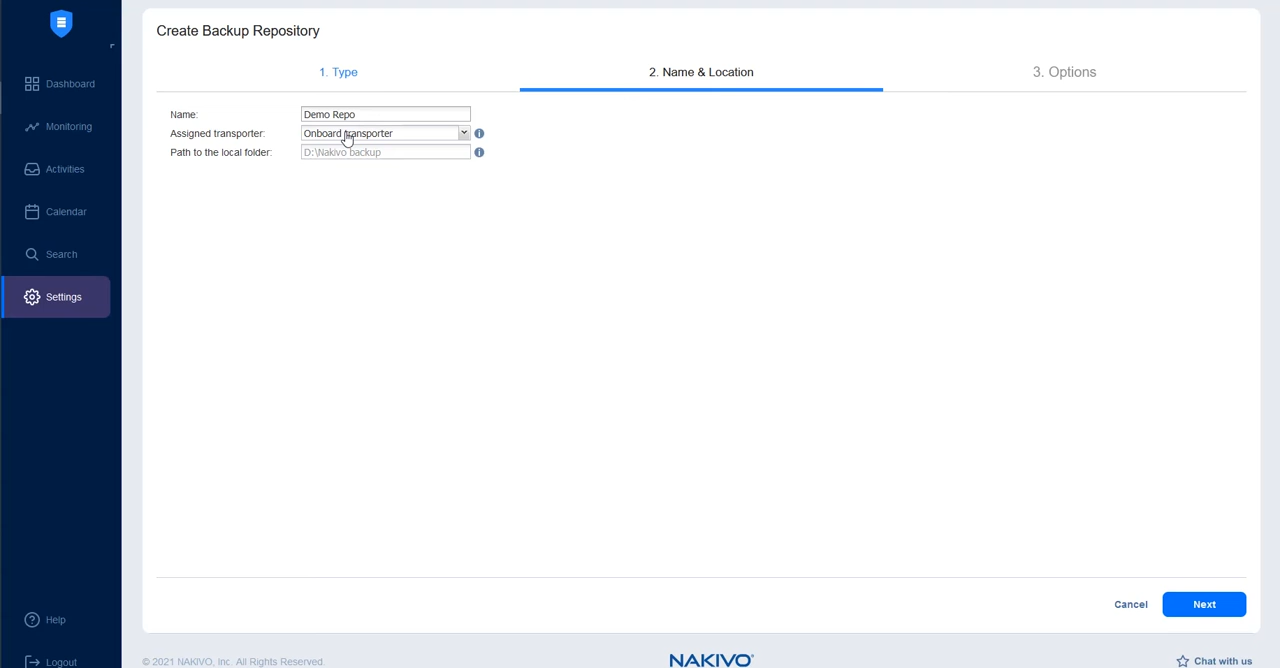 Create Backup Repository
1. Type
2. Name & Location
3. Options
Dashboard
Monitoring
Activities
Calendar
Search
Settings
Name:
Demo Repo
Assigned transporter:
Onboard transporter
Path to the local folder:
D:\Nakivo backup
Cancel
Next
Help
Logout
© 2021 NAKIVO, Inc. All Rights Reserved.
NAKIVO®
Chat with us